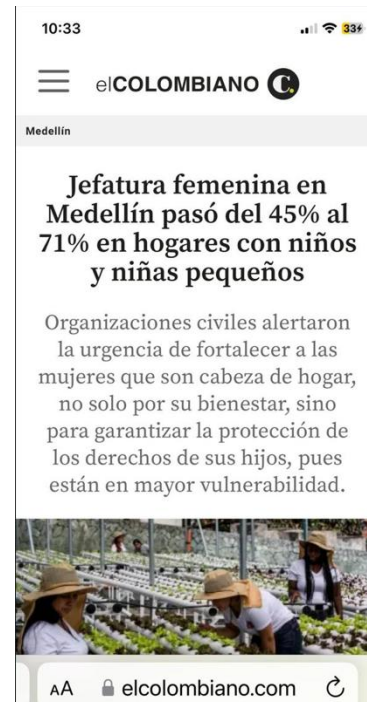 10:33
33
elCOLOMBIANO C.
Medellín
Jefatura femenina en
Medellín pasó del 45% al
71% en hogares con niños
y niñas pequeños
Organizaciones civiles alertaron
la urgencia de fortalecer a las
mujeres que son cabeza de hogar,
no solo por su bienestar, sino
para garantizar la protección de
los derechos de sus hijos, pues
están en mayor vulnerabilidad.
AA elcolombiano.com